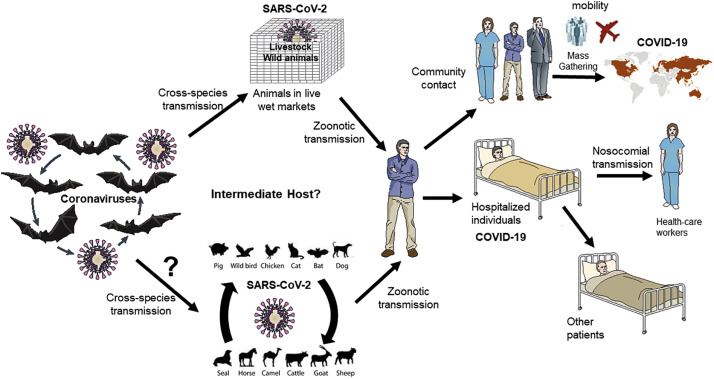 SARS-CoV-2
Livestock
Wild animals
Cross-species
transmission
Animals in live
wet markets
Zoonotic
transmission
Coronaviruses
?
Cross-species
transmission
Intermediate Host?
Pig Wild bird Chicken Cat Bat Dog
SARS-CoV-2
Seal Horse Camel Cattle Goat Sheep
Zoonotic
transmission
Community
contact
mobility
Mass
Gathering
COVID-19
Hospitalized
individuals
COVID-19
Nosocomial
transmission
Health-care
workers
Other
patients